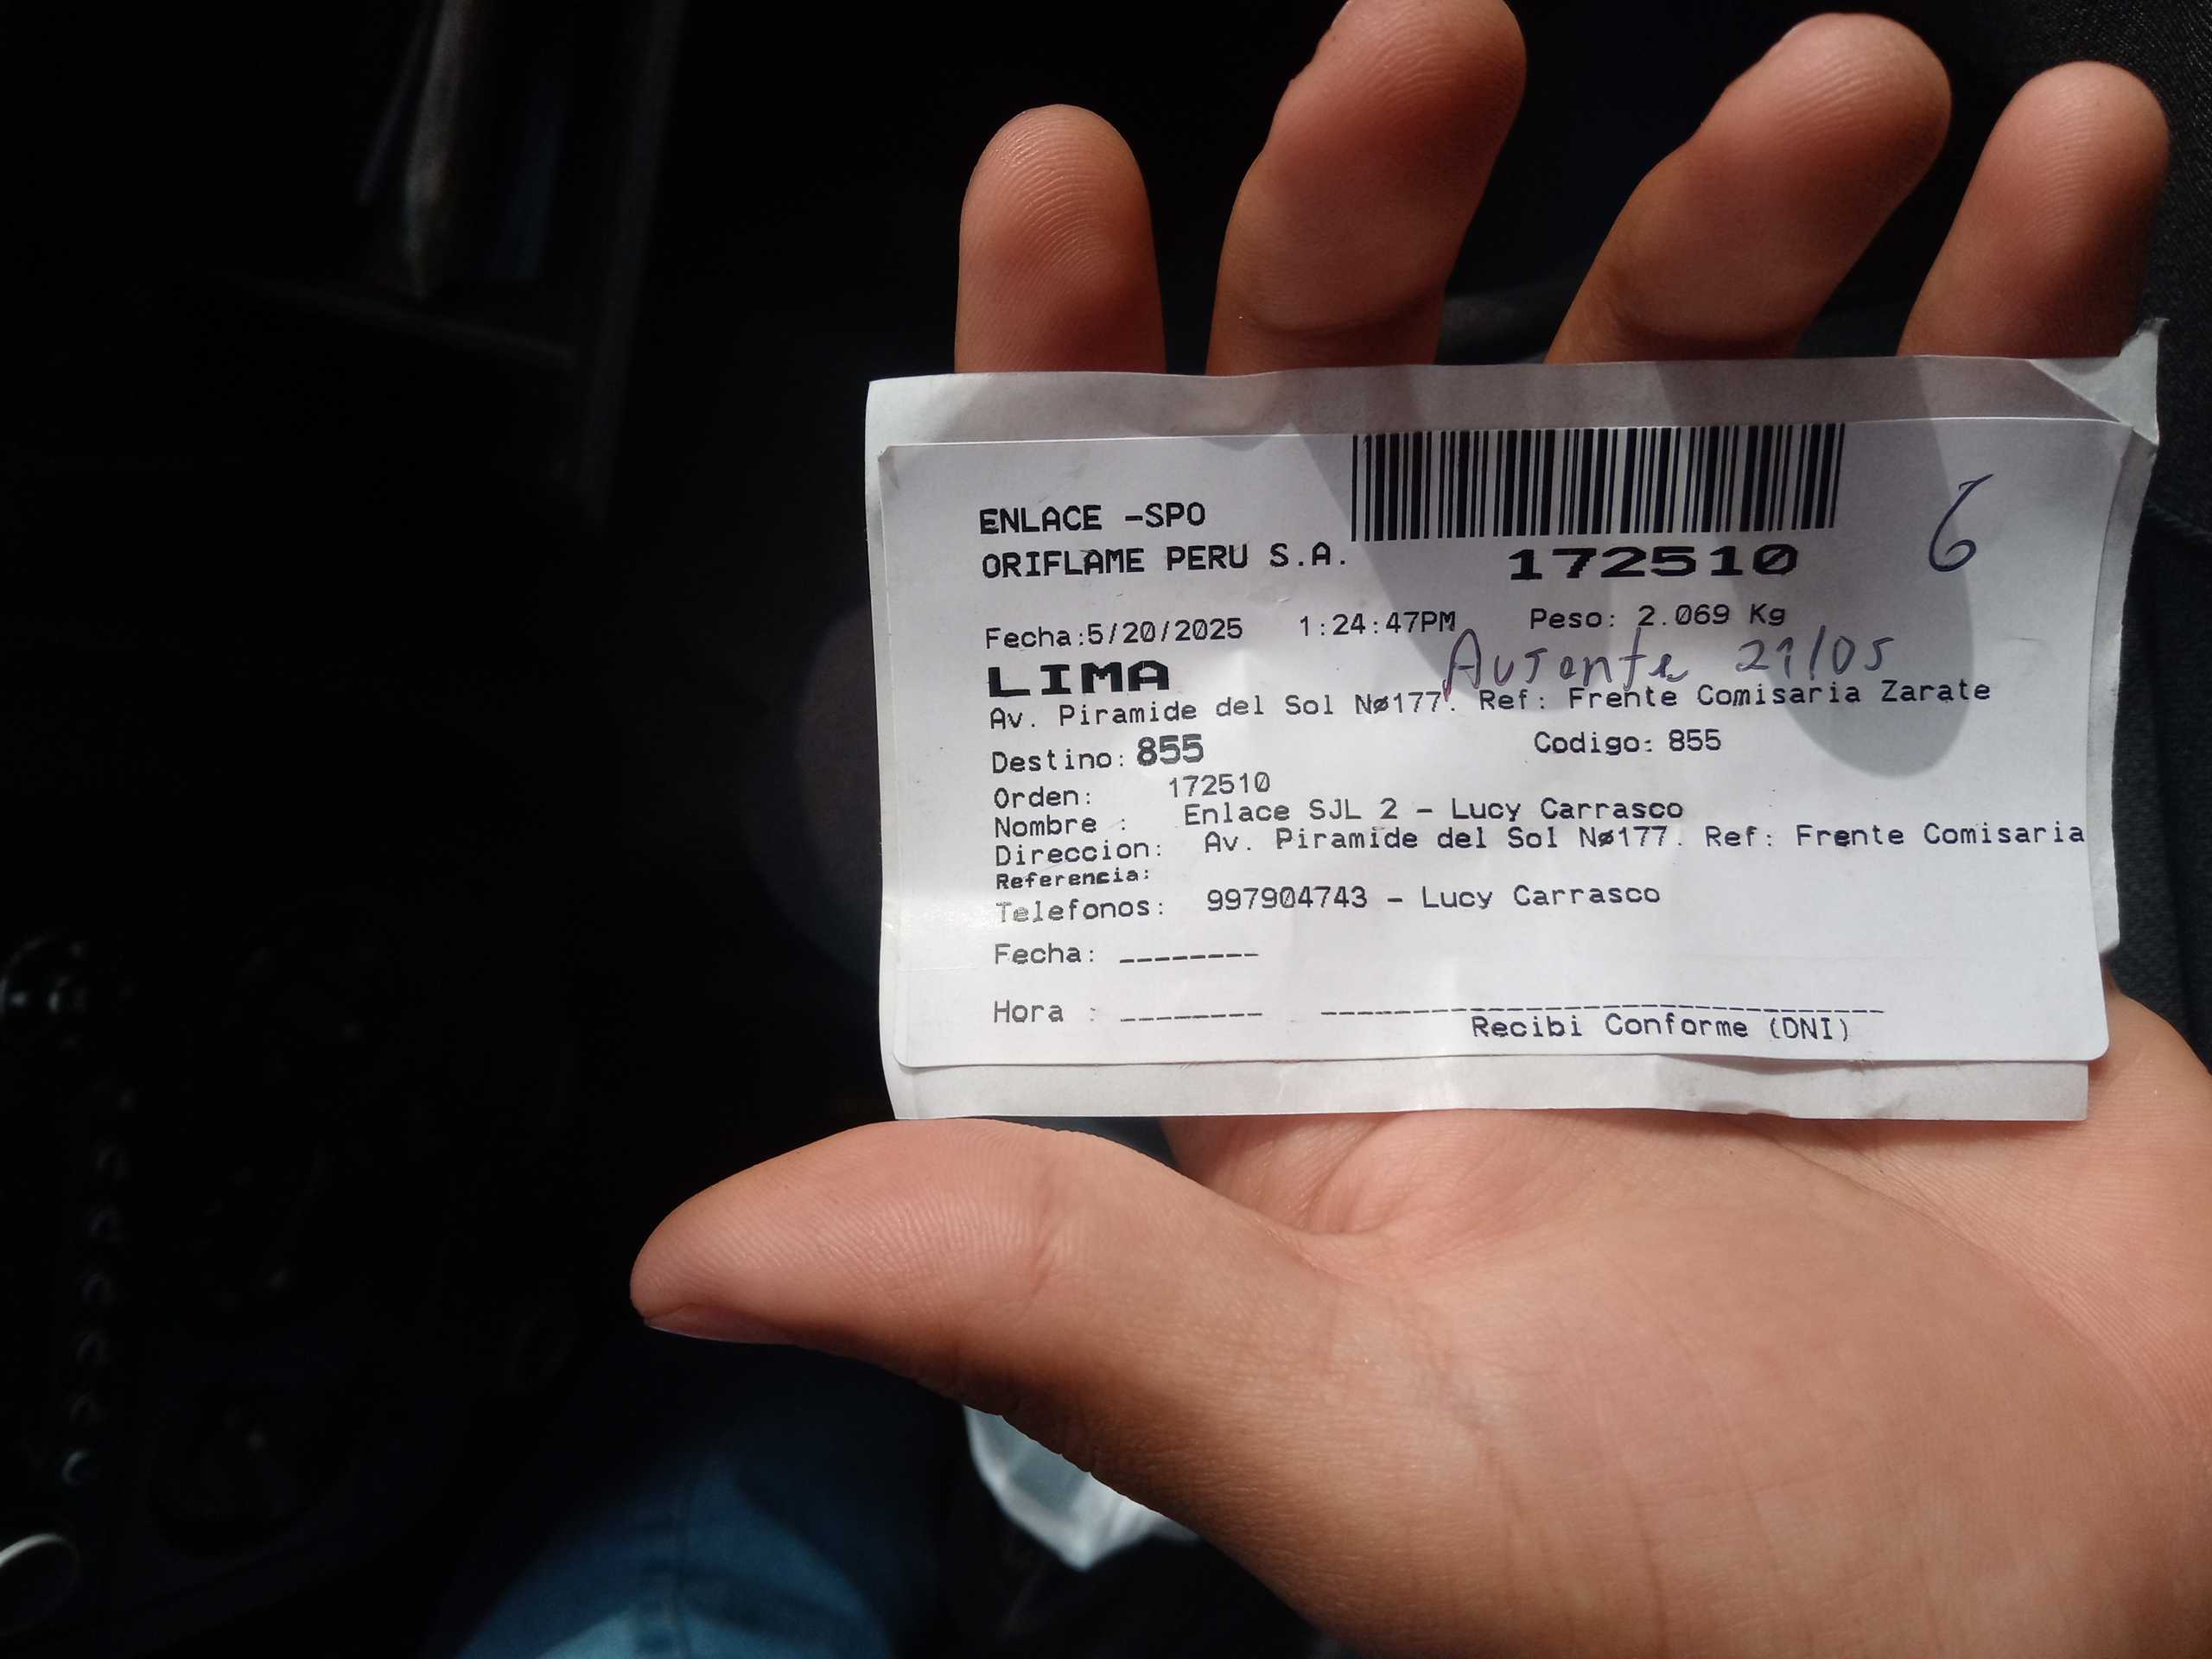 ENLACE -SPO
ORIFLAME PERU S.A.
172510
6
Fecha:5/20/2025 1:24:47PM Peso: 2.069 Kg
Ausente 21/05
LIMA
Av. Piramide del Sol Nø177. Ref: Frente Comisaria Zarate
Destino: 855 Codigo: 855
Orden: 172510
Nombre : Enlace SJL 2 - Lucy Carrasco
Direccion: Av. Piramide del Sol Nø177. Ref: Frente Comisaria
Referencia:
Telefonos: 997904743 - Lucy Carrasco
Fecha: --------
Hora : --------
Recibi Conforme (DNI)